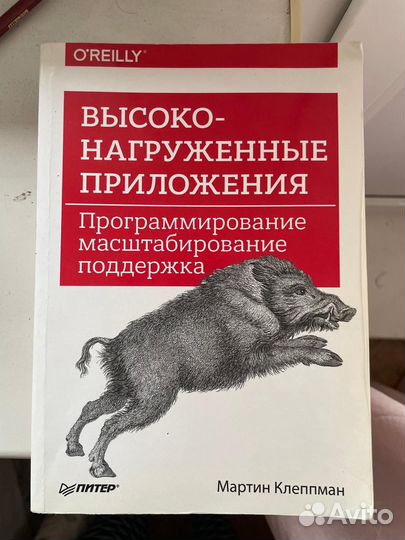 O'REILLY®
ВЫСОКО-
НАГРУЖЕННЫЕ
ПРИЛОЖЕНИЯ
Программирование
масштабирование
поддержка
ПИТЕР®
Мартин Клеппман
Avito